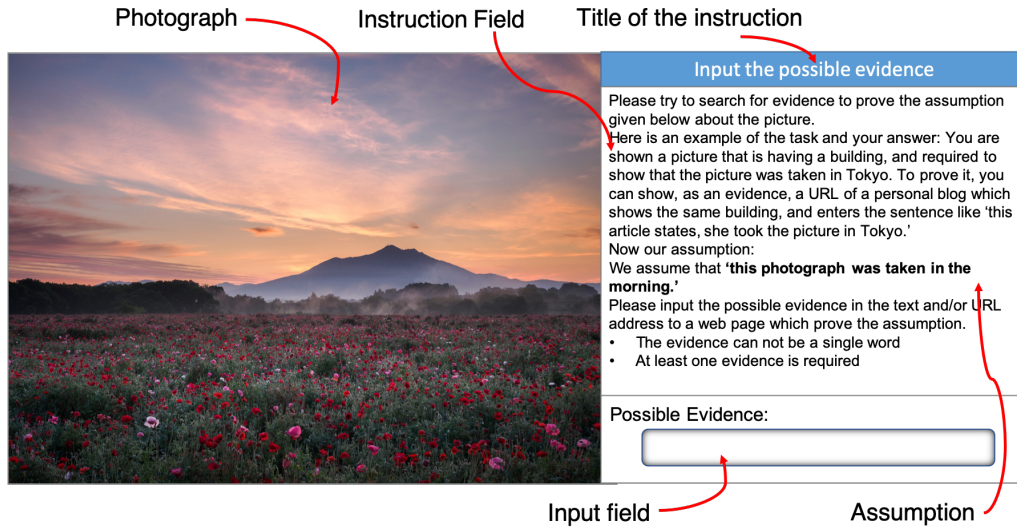 Photograph
Instruction Field
Title of the instruction
Input the possible evidence
Please try to search for evidence to prove the assumption
given below about the picture.
Here is an example of the task and your answer: You are
shown a picture that is having a building, and required to
show that the picture was taken in Tokyo. To prove it, you
can show, as an evidence, a URL of a personal blog which
shows the same building, and enters the sentence like ‘this
article states, she took the picture in Tokyo.’
Now our assumption:
We assume that ‘this photograph was taken in the
morning.’
Please input the possible evidence in the text and/or URL
address to a web page which prove the assumption.
• The evidence can not be a single word
• At least one evidence is required
Possible Evidence:
Input field
Assumption